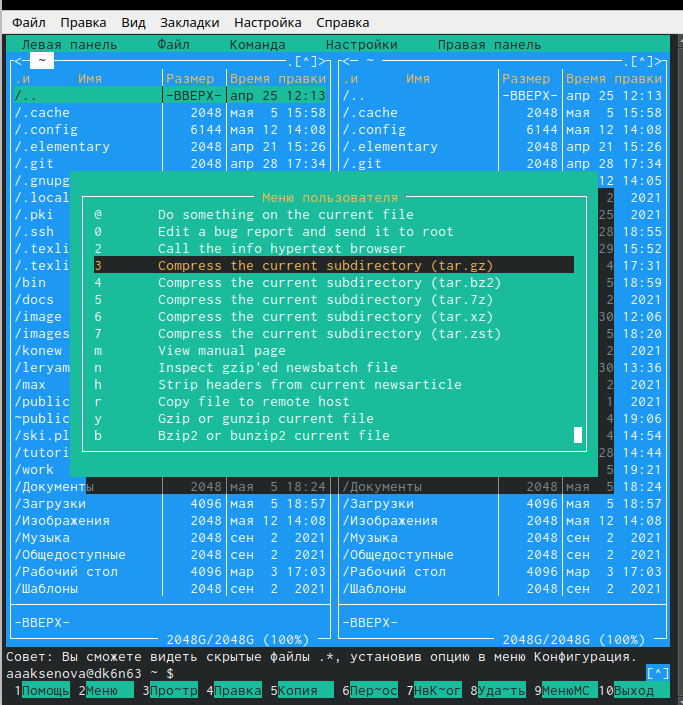 Файл Правка Вид Закладки Настройка Справка
Левая панель Файл Команда Настройки Правая панель
<─ ~ .[^]> <─ ~ .[^]>
.и Имя Размер Время правки .и Имя Размер Время правки
/.. -ВВЕРХ- апр 25 12:13 /.. -ВВЕРХ- апр 25 12:13
/.cache 2048 мая 5 15:58 /.cache 2048 мая 5 15:58
/.config 6144 мая 12 14:08 /.config 6144 мая 12 14:08
/.elementary 2048 апр 21 15:26 /.elementary 2048 апр 21 15:26
/.git 2048 апр 28 17:34 /.git 2048 апр 28 17:34
/.gnupg 12 14:05
/.local Меню пользователя 2 2021
/.pki @ Do something on the current file 25 2021
/.ssh 0 Edit a bug report and send it to root 28 18:55
/.texli 2 Call the info hypertext browser 29 15:52
/.texli 3 Compress the current subdirectory (tar.gz) 4 17:31
/bin 4 Compress the current subdirectory (tar.bz2) 5 18:59
/docs 5 Compress the current subdirectory (tar.7z) 2 2021
/image 6 Compress the current subdirectory (tar.xz) 30 12:06
/images 7 Compress the current subdirectory (tar.zst) 5 18:20
/konew m View manual page 2 2021
/leryam n Inspect gzip'ed newsbatch file 30 13:36
/max h Strip headers from current newsarticle 2 2021
/public r Copy file to remote host 1 2021
~public y Gzip or gunzip current file 4 19:06
/ski.pl b Bzip2 or bunzip2 current file 4 14:54
/tutori 28 14:44
/work 5 19:21
/Документы 2048 мая 5 18:24 /Документы 2048 мая 5 18:24
/Загрузки 4096 мая 5 18:57 /Загрузки 4096 мая 5 18:57
/Изображения 2048 мая 12 14:08 /Изображения 2048 мая 12 14:08
/Музыка 2048 сен 2 2021 /Музыка 2048 сен 2 2021
/Общедоступные 2048 сен 2 2021 /Общедоступные 2048 сен 2 2021
/Рабочий стол 4096 мар 3 17:03 /Рабочий стол 4096 мар 3 17:03
/Шаблоны 2048 сен 2 2021 /Шаблоны 2048 сен 2 2021
-ВВЕРХ- -ВВЕРХ-
2048G/2048G (100%) 2048G/2048G (100%)
Совет: Вы сможете видеть скрытые файлы .*, установив опцию в меню Конфигурация.
aaaksenova@dk6n63 ~ $ [^]
1Помощь 2Меню 3Про~тр 4Правка 5Копия 6Пер~ос 7НвК~ог 8Уда~ть 9МенюMC 10Выход